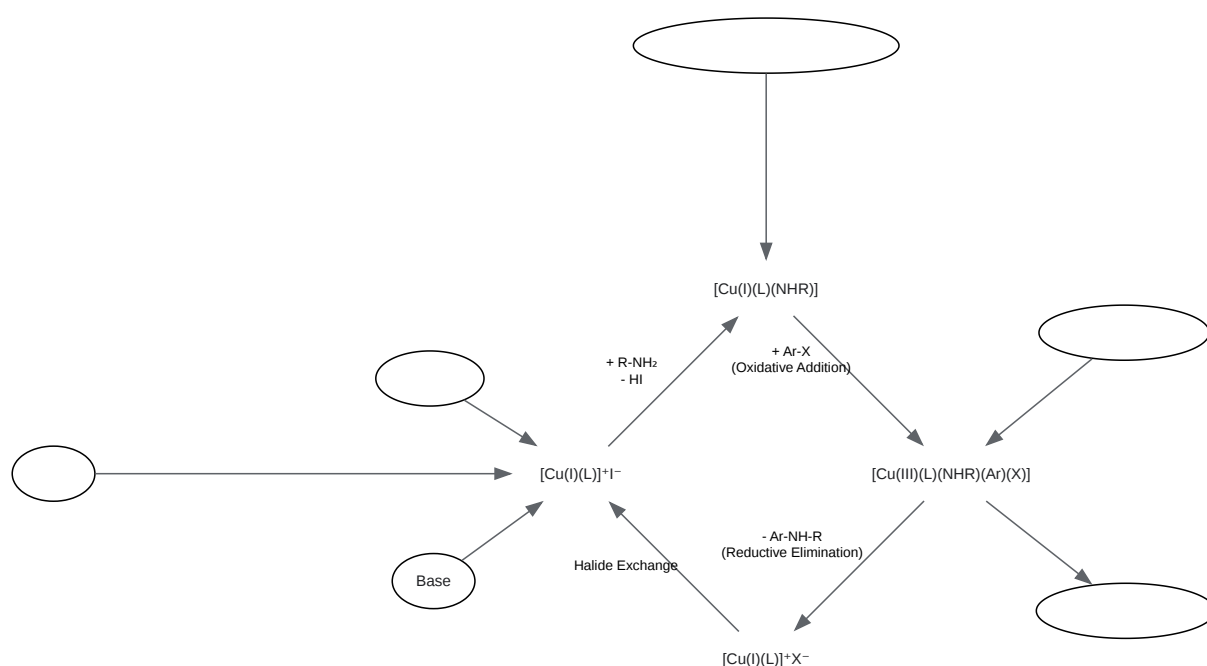 [Cu(I)(L)(NHR)]
+ R-NH₂
- HI
+ Ar-X
(Oxidative Addition)
[Cu(I)(L)]⁺I⁻
[Cu(III)(L)(NHR)(Ar)(X)]
- Ar-NH-R
(Reductive Elimination)
Halide Exchange
Base
[Cu(I)(L)]⁺X⁻